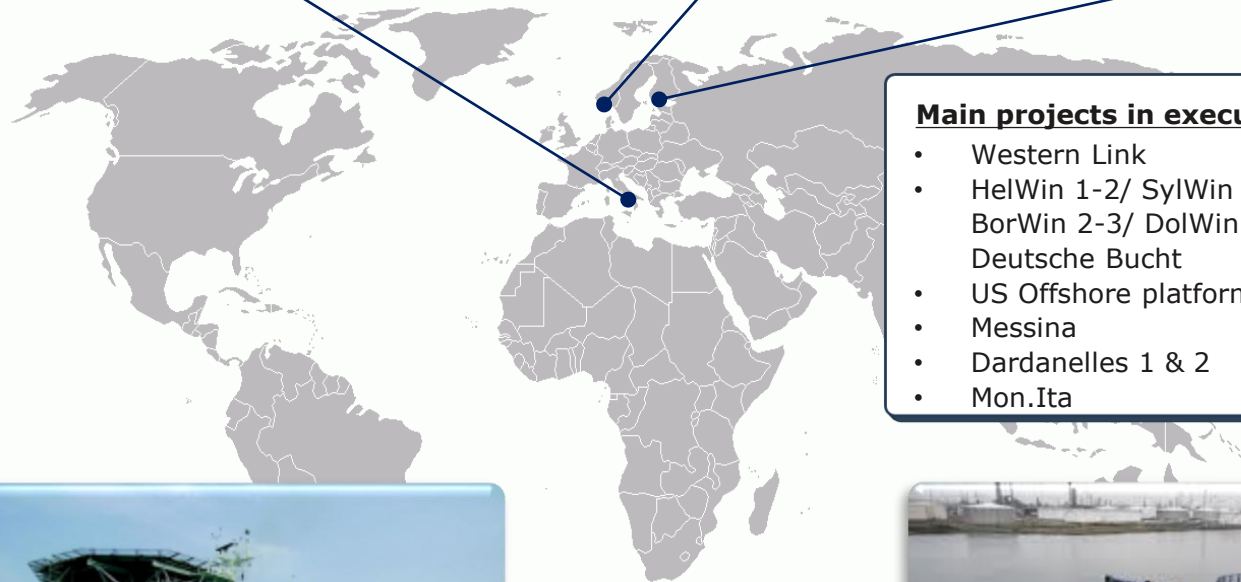 Main projects in execu
• Western Link
• HelWin 1-2/ SylWin
BorWin 2-3/ DolWin
Deutsche Bucht
• US Offshore platforn
• Messina
• Dardanelles 1 & 2
• Mon.Ita